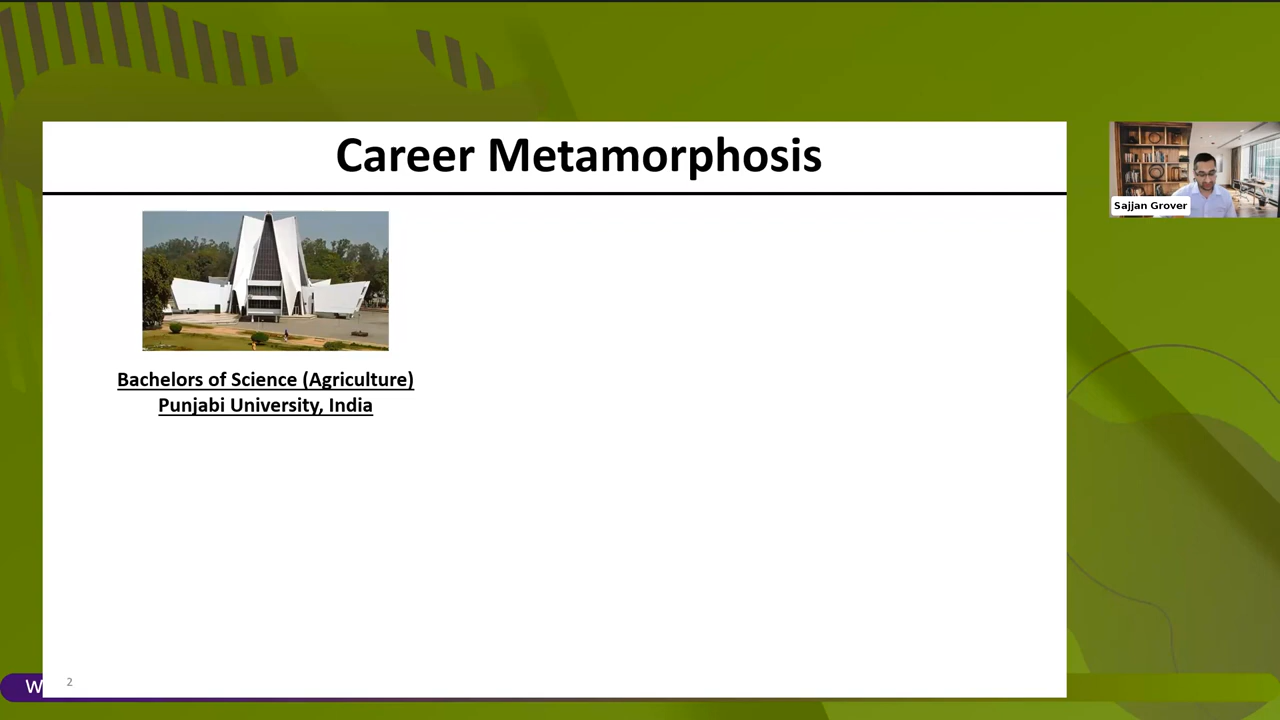 Career Metamorphosis
Sajjan Grover
Bachelors of Science (Agriculture)
Punjabi University, India
2
W